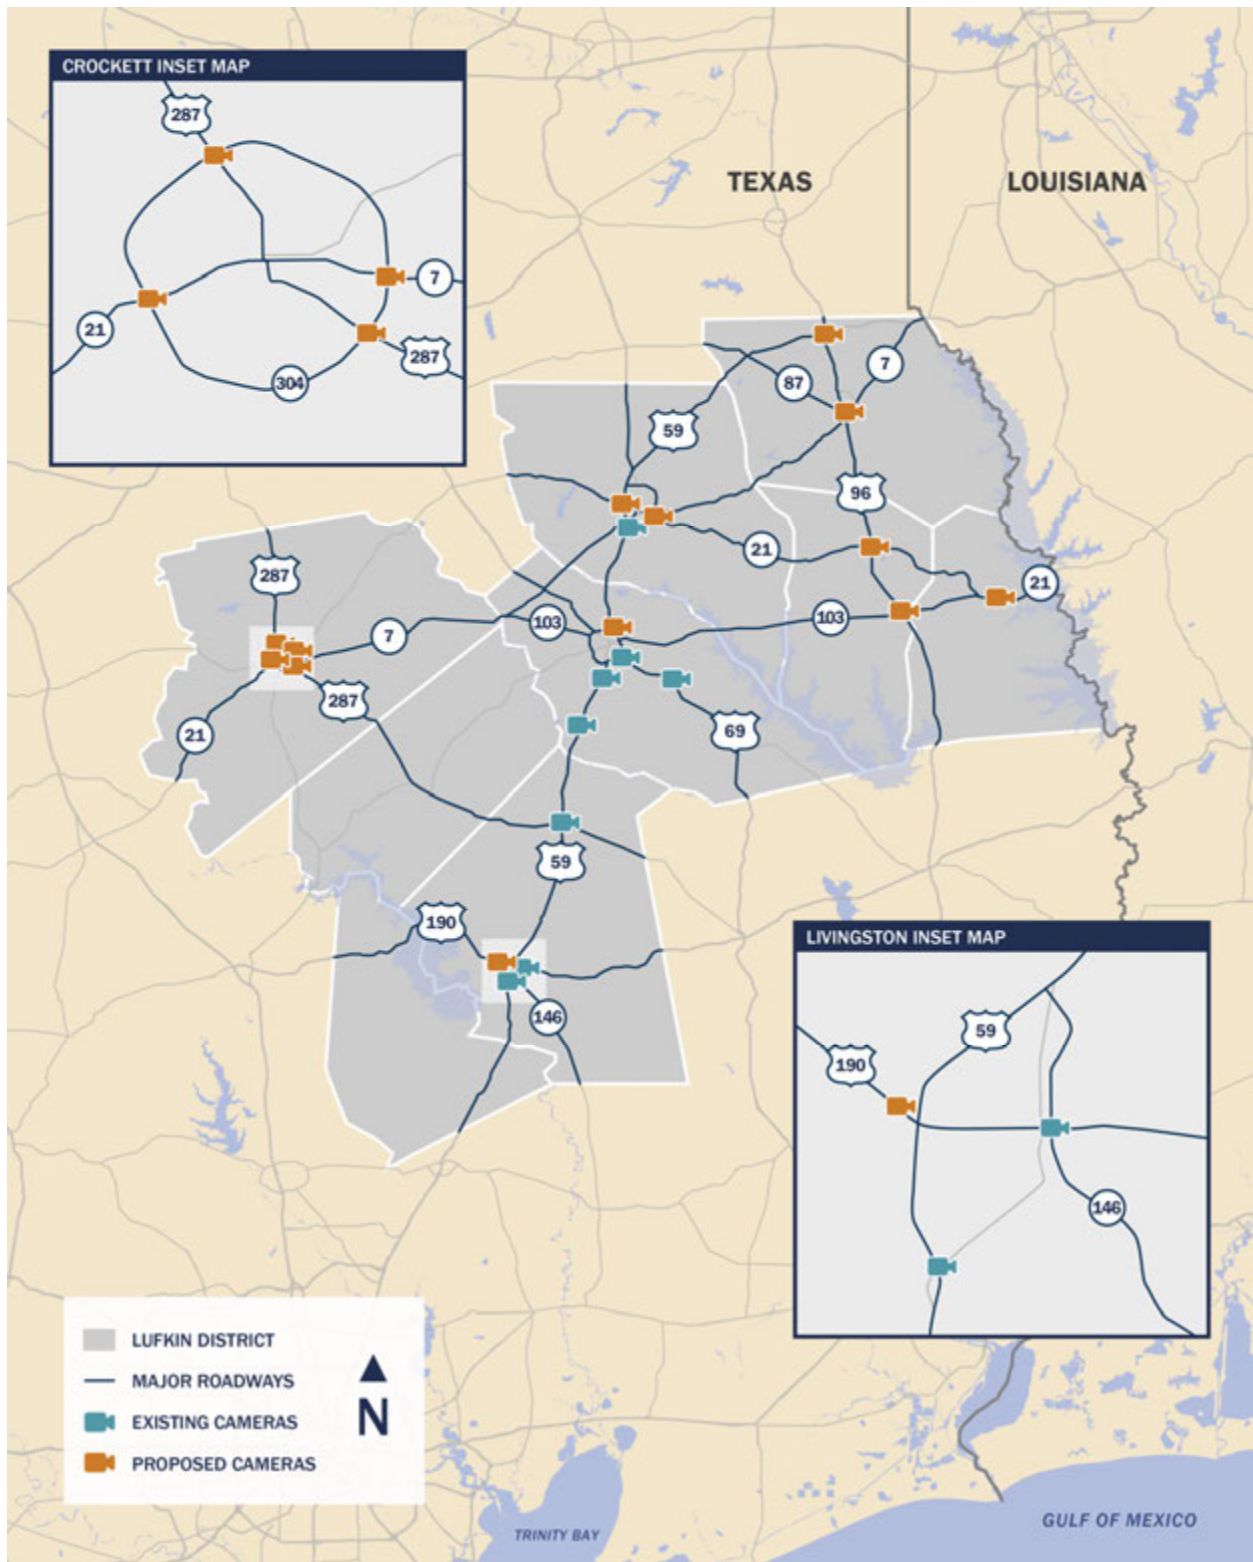 CROCKETT INSET MAP
287
7
21
287
304
TEXAS
LOUISIANA
7
87
59
96
21
287
21
103
103
7
287
21
69
59
190
146
LIVINGSTON INSET MAP
59
190
146
LUFKIN DISTRICT
MAJOR ROADWAYS
N
EXISTING CAMERAS
PROPOSED CAMERAS
GULF OF MEXICO
TRINITY BAY